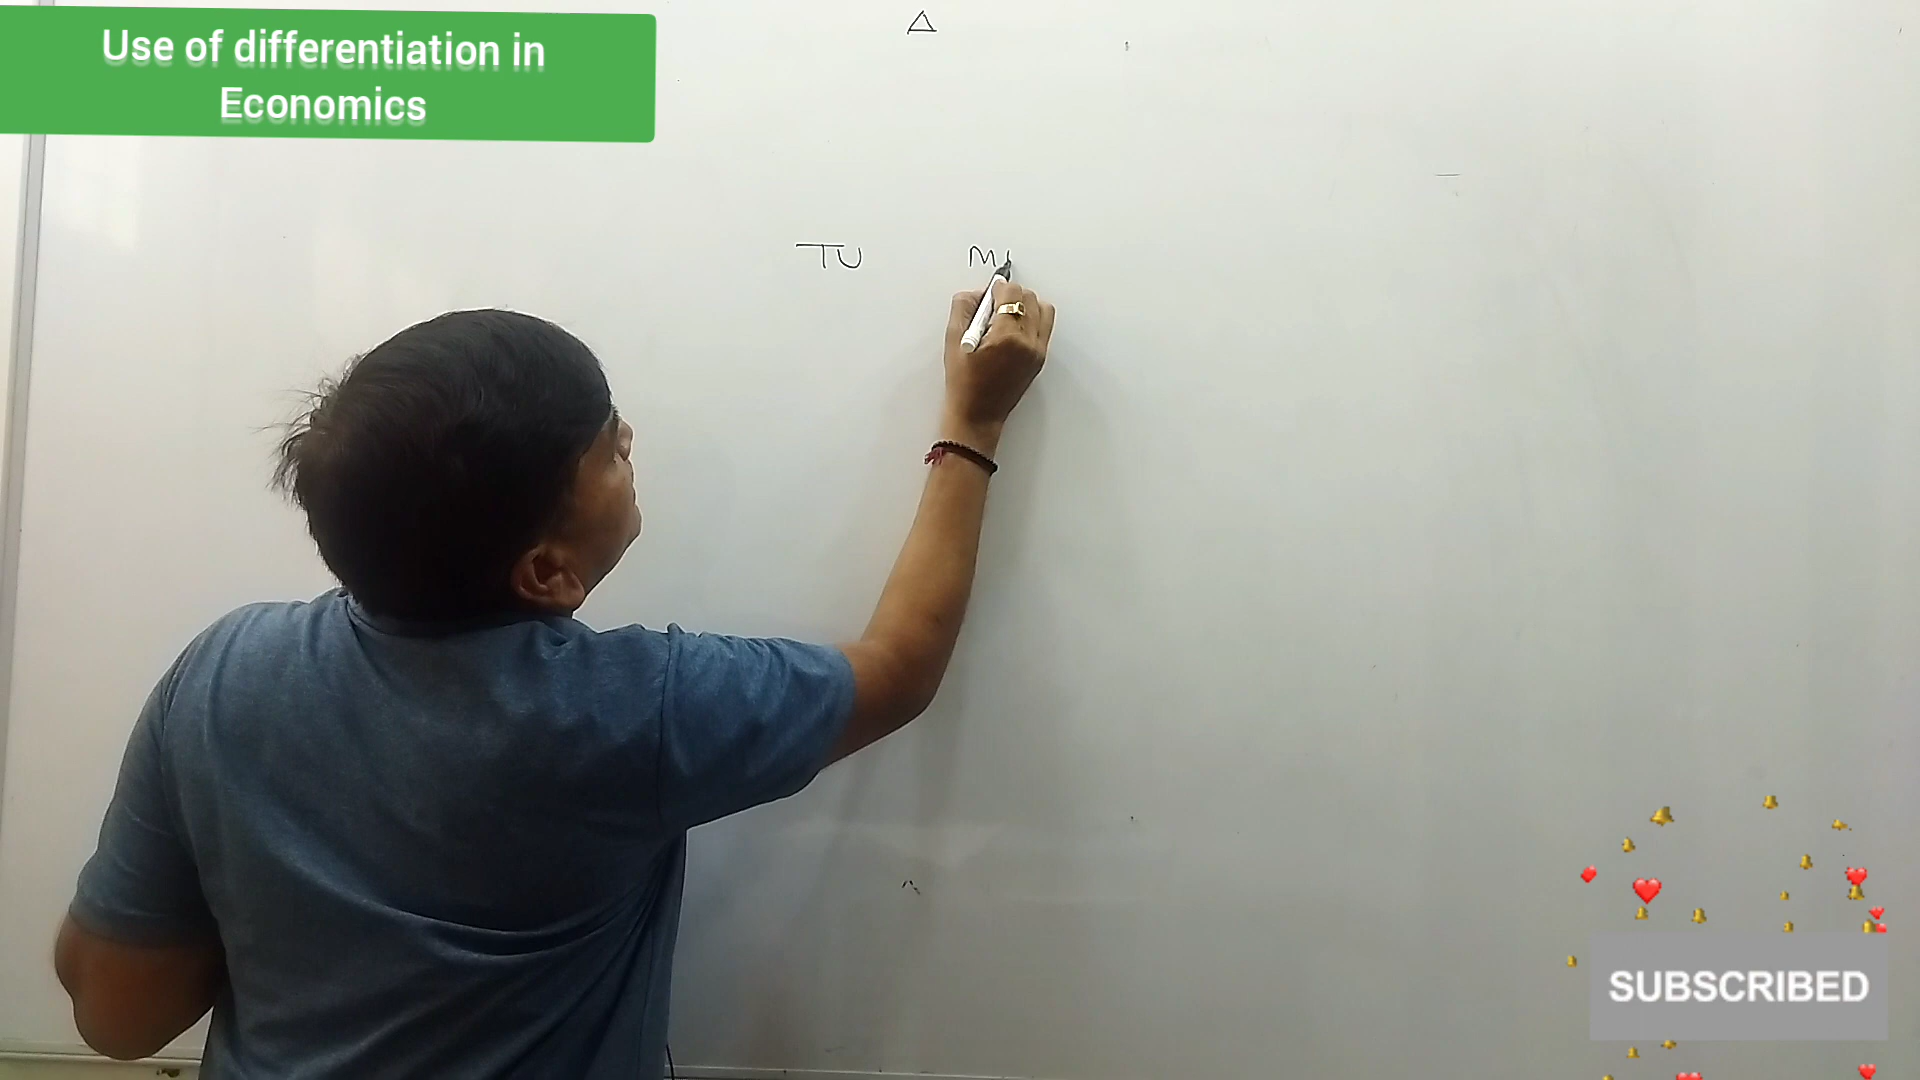 Use of differentiation in
Economics
Δ
TU M
SUBSCRIBED